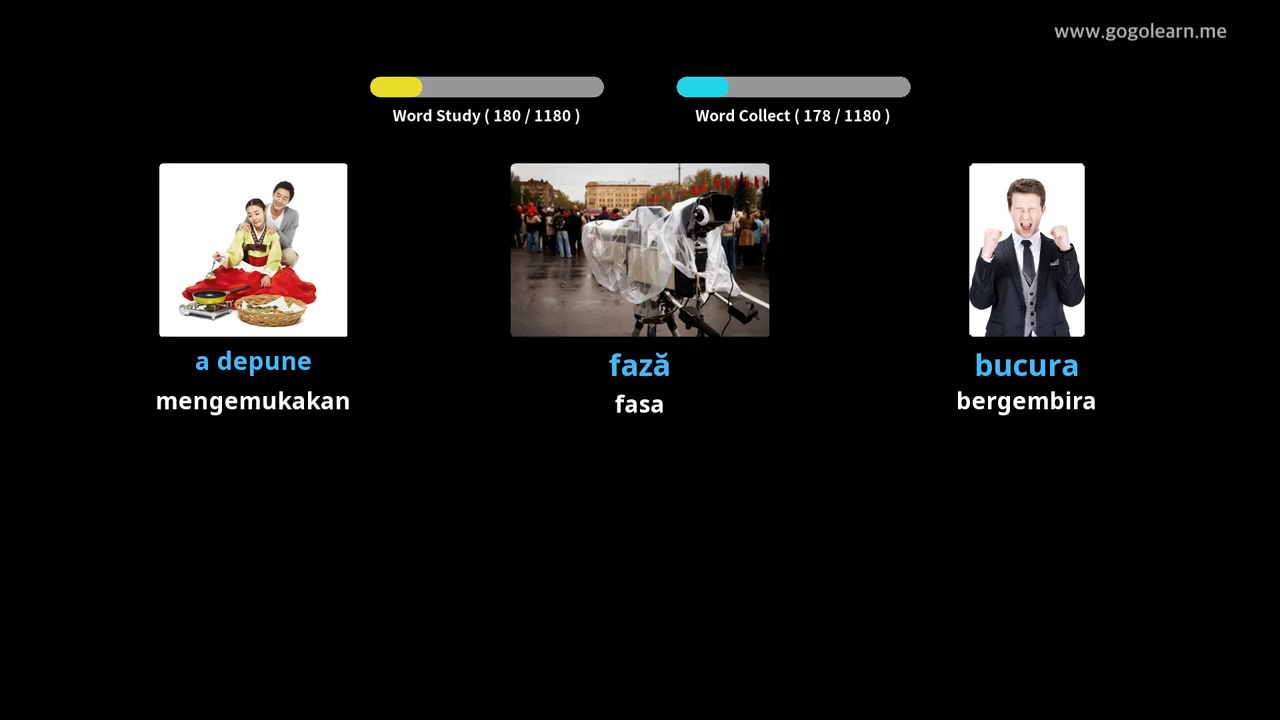 www.gogolearn.me
Word Study ( 180 / 1180 )
Word Collect ( 178 / 1180 )
a depune
mengemukakan
fază
fasa
bucura
bergembira